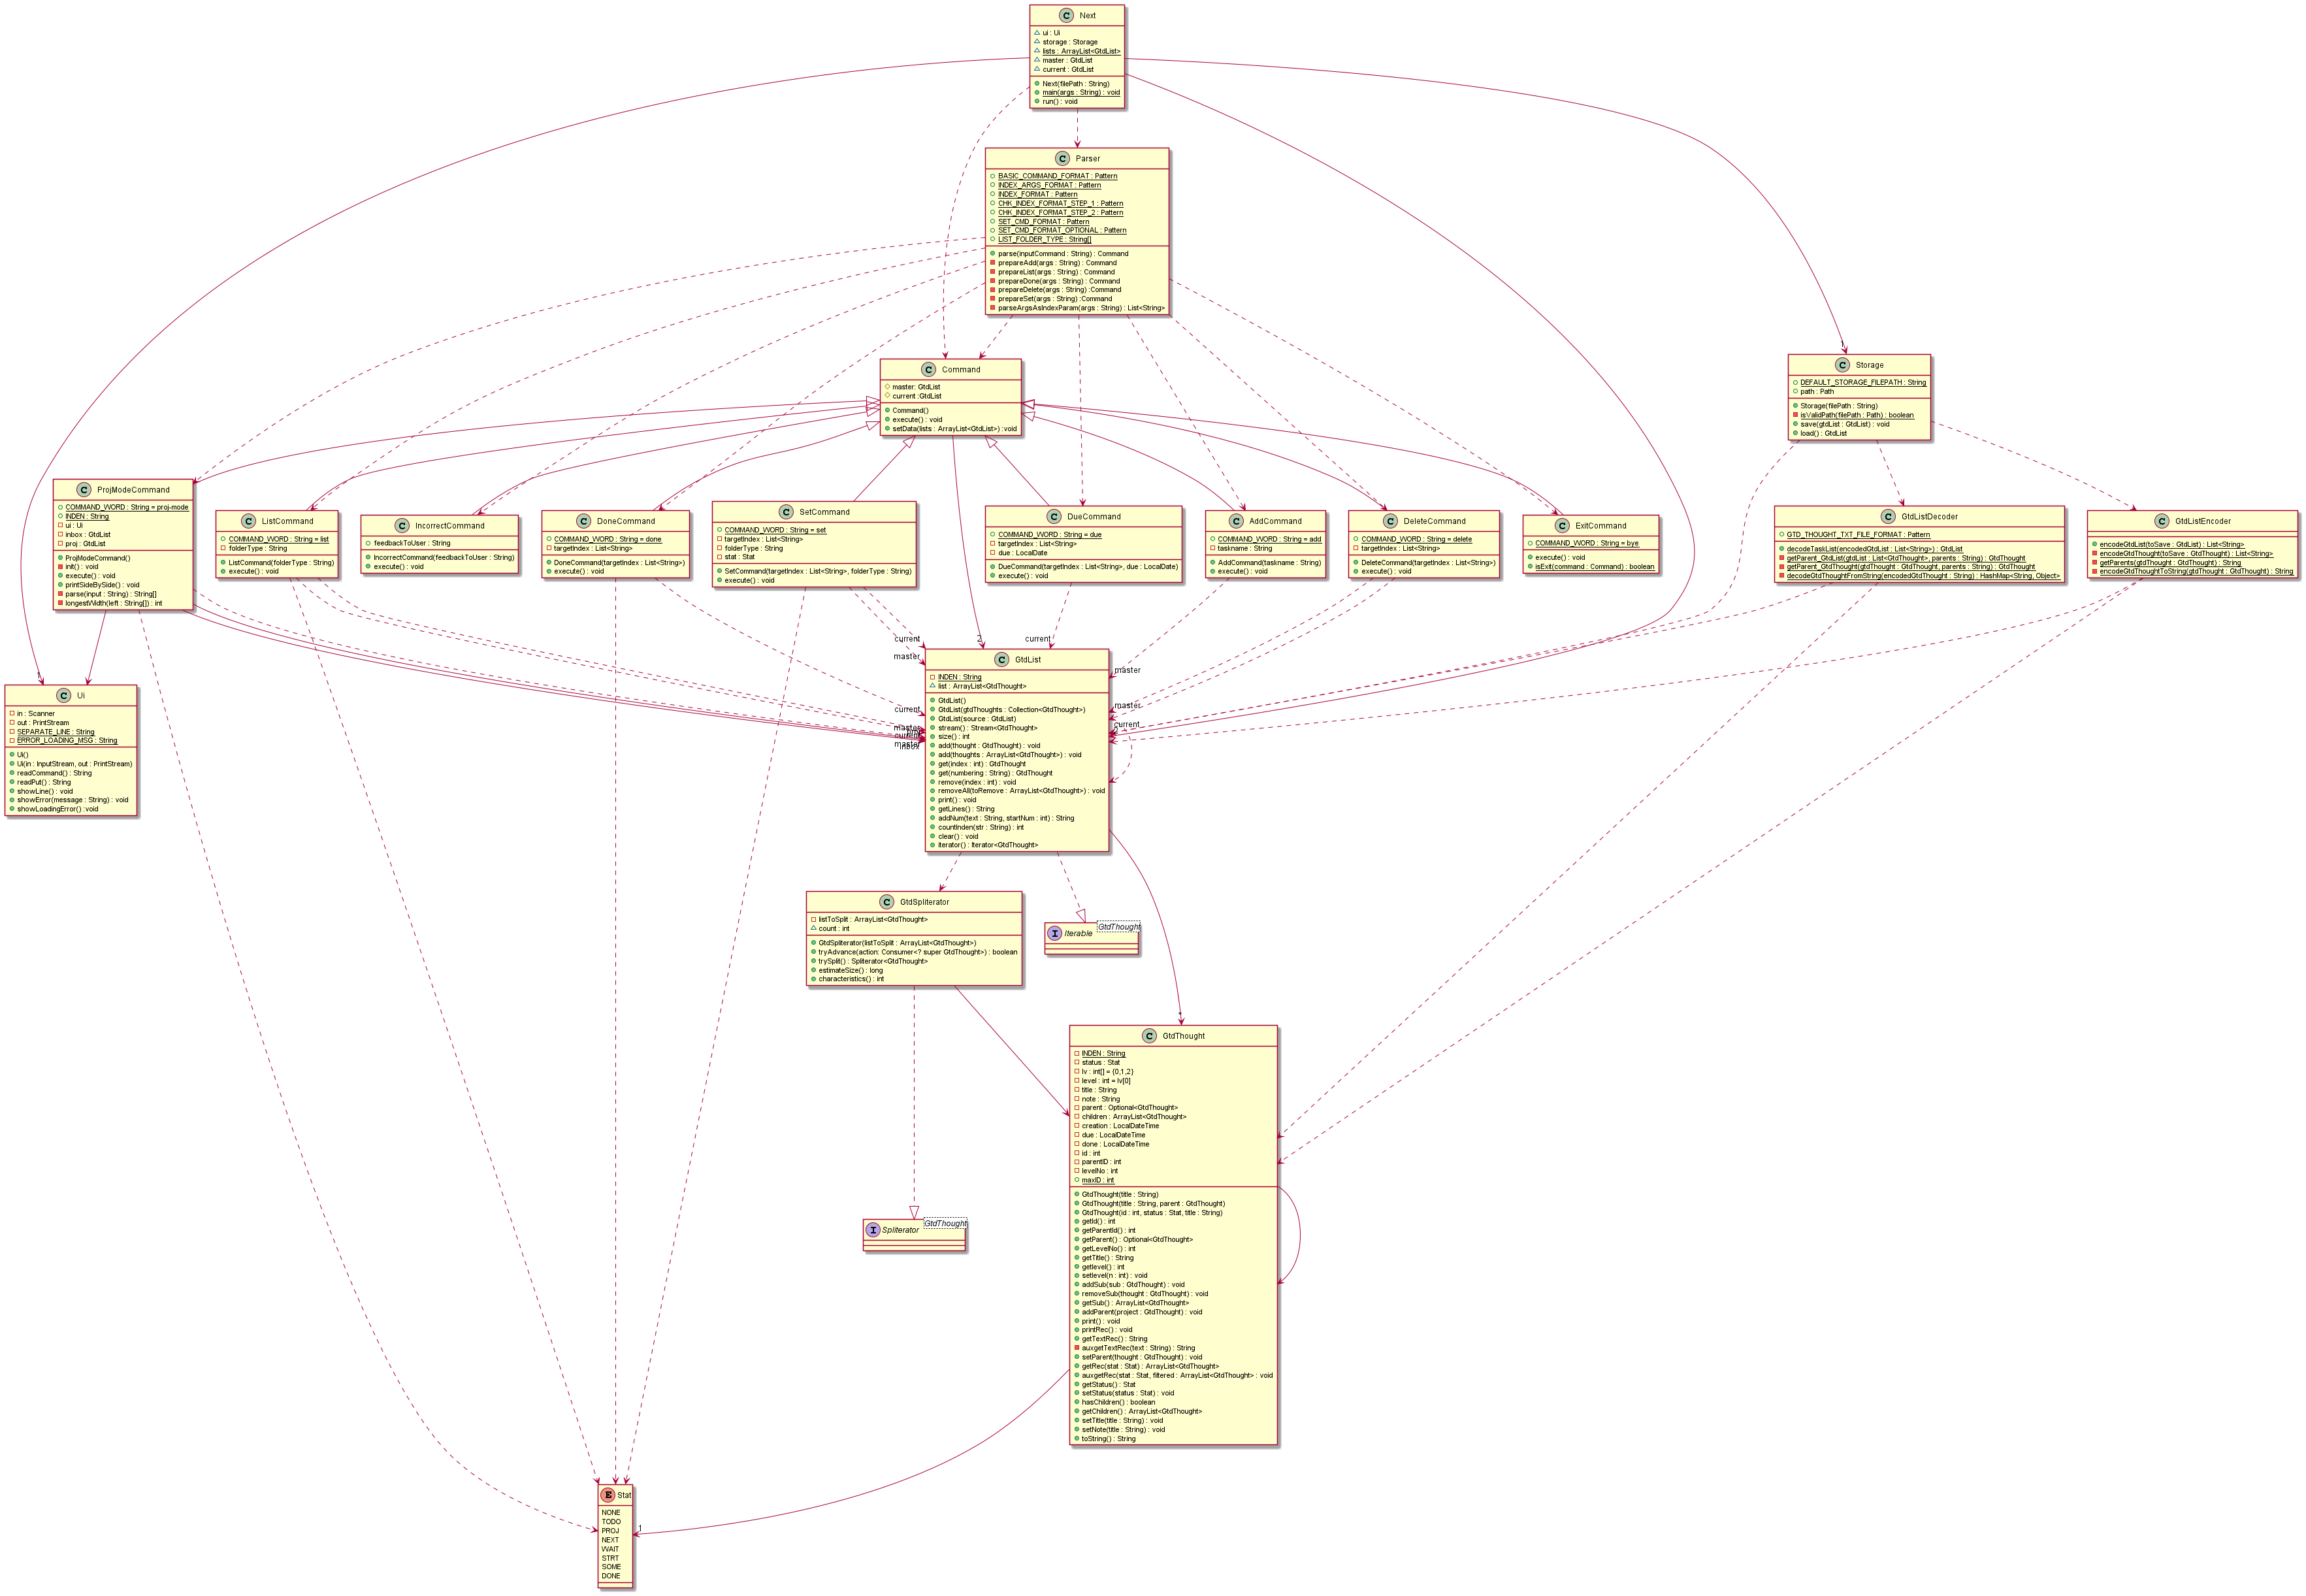 C Next
ui : Ui
storage : Storage
lists : ArrayList<GtdList>
master : GtdList
current : GtdList
Next(filePath : String)
main(args : String) : void
run() : void
C Parser
BASIC_COMMAND_FORMAT : Pattern
INDEX_ARGS_FORMAT : Pattern
INDEX_FORMAT : Pattern
CHK_INDEX_FORMAT_STEP_1 : Pattern
CHK_INDEX_FORMAT_STEP_2 : Pattern
SET_CMD_FORMAT : Pattern
SET_CMD_FORMAT_OPTIONAL : Pattern
LIST_FOLDER_TYPE : String[]
parse(inputCommand : String) : Command
prepareAdd(args : String) : Command
prepareList(args : String) : Command
prepareDone(args : String) : Command
prepareDelete(args : String) :Command
prepareSet(args : String) :Command
parseArgsAsIndexParam(args : String) : List<String>
C Command
master: GtdList
current :GtdList
Command()
execute() : void
setData(lists : ArrayList<GtdList>) :void
1
C Storage
DEFAULT_STORAGE_FILEPATH : String
path : Path
Storage(filePath : String)
isValidPath(filePath : Path) : boolean
save(gtdList : GtdList) : void
load() : GtdList
C ProjModeCommand
COMMAND_WORD : String = proj-mode
INDEN : String
ui : Ui
inbox : GtdList
proj : GtdList
ProjModeCommand()
init() : void
execute() : void
printSideBySide() : void
parse(input : String) : String[]
longestWidth(left : String[]) : int
C ListCommand
COMMAND_WORD : String = list
folderType : String
ListCommand(folderType : String)
execute() : void
C IncorrectCommand
feedbackToUser : String
IncorrectCommand(feedbackToUser : String)
execute() : void
C DoneCommand
COMMAND_WORD : String = done
targetIndex : List<String>
DoneCommand(targetIndex : List<String>)
execute() : void
C SetCommand
COMMAND_WORD : String = set
targetIndex : List<String>
folderType : String
stat : Stat
SetCommand(targetIndex : List<String>, folderType : String)
execute() : void
C DueCommand
COMMAND_WORD : String = due
targetIndex : List<String>
due : LocalDate
DueCommand(targetIndex : List<String>, due : LocalDate)
execute() : void
C AddCommand
COMMAND_WORD : String = add
taskname : String
AddCommand(taskname : String)
execute() : void
C DeleteCommand
COMMAND_WORD : String = delete
targetIndex : List<String>
DeleteCommand(targetIndex : List<String>)
execute() : void
C ExitCommand
COMMAND_WORD : String = bye
execute() : void
isExit(command : Command) : boolean
C GtdListDecoder
GTD_THOUGHT_TXT_FILE_FORMAT : Pattern
decodeTaskList(encodedGtdList : List<String>) : GtdList
getParent_GtdList(gtdList : List<GtdThought>, parents : String) : GtdThought
getParent_GtdThought(gtdThought : GtdThought, parents : String) : GtdThought
decodeGtdThoughtFromString(encodedGtdThought : String) : HashMap<String, Object>
C GtdListEncoder
encodeGtdList(toSave : GtdList) : List<String>
encodeGtdThought(toSave : GtdThought) : List<String>
getParents(gtdThought : GtdThought) : String
encodeGtdThoughtToString(gtdThought : GtdThought) : String
current
master
2
current
master
1
C Ui
in : Scanner
out : PrintStream
SEPARATE_LINE : String
ERROR_LOADING_MSG : String
Ui()
Ui(in : InputStream, out : PrintStream)
readCommand() : String
readPut() : String
showLine() : void
showError(message : String) : void
showLoadingError() :void
C GtdList
INDEN : String
list : ArrayList<GtdThought>
GtdList()
GtdList(gtdThoughts : Collection<GtdThought>)
GtdList(source : GtdList)
stream() : Stream<GtdThought>
size() : int
add(thought : GtdThought) : void
add(thoughts : ArrayList<GtdThought>) : void
get(index : int) : GtdThought
get(numbering : String) : GtdThought
remove(index : int) : void
removeAll(toRemove : ArrayList<GtdThought>) : void
print() : void
getLines() : String
addNum(text : String, startNum : int) : String
countInden(str : String) : int
clear() : void
iterator() : Iterator<GtdThought>
current
master
current
master
inbox
master
current
C GtdSpliterator
listToSplit : ArrayList<GtdThought>
count : int
GtdSpliterator(listToSplit : ArrayList<GtdThought>)
tryAdvance(action: Consumer<? super GtdThought>) : boolean
trySplit() : Spliterator<GtdThought>
estimateSize() : long
characteristics() : int
I Iterable
GtdThought
*
C GtdThought
INDEN : String
status : Stat
lv : int[] = {0,1,2}
level : int = lv[0]
title : String
note : String
parent : Optional<GtdThought>
children : ArrayList<GtdThought>
creation : LocalDateTime
due : LocalDateTime
done : LocalDateTime
id : int
parentID : int
levelNo : int
maxID : int
GtdThought(title : String)
GtdThought(title : String, parent : GtdThought)
GtdThought(id : int, status : Stat, title : String)
getId() : int
getParentId() : int
getParent() : Optional<GtdThought>
getLevelNo() : int
getTitle() : String
getlevel() : int
setlevel(n : int) : void
addSub(sub : GtdThought) : void
removeSub(thought : GtdThought) : void
getSub() : ArrayList<GtdThought>
addParent(project : GtdThought) : void
print() : void
printRec() : void
getTextRec() : String
auxgetTextRec(text : String) : String
setParent(thought : GtdThought) : void
getRec(stat : Stat) : ArrayList<GtdThought>
auxgetRec(stat : Stat, filtered : ArrayList<GtdThought> : void
getStatus() : Stat
setStatus(status : Stat) : void
hasChildren() : boolean
getChildren() : ArrayList<GtdThought>
setTitle(title : String) : void
setNote(title : String) : void
toString() : String
I Spliterator
GtdThought
1
E Stat
NONE
TODO
PROJ
NEXT
WAIT
STRT
SOME
DONE